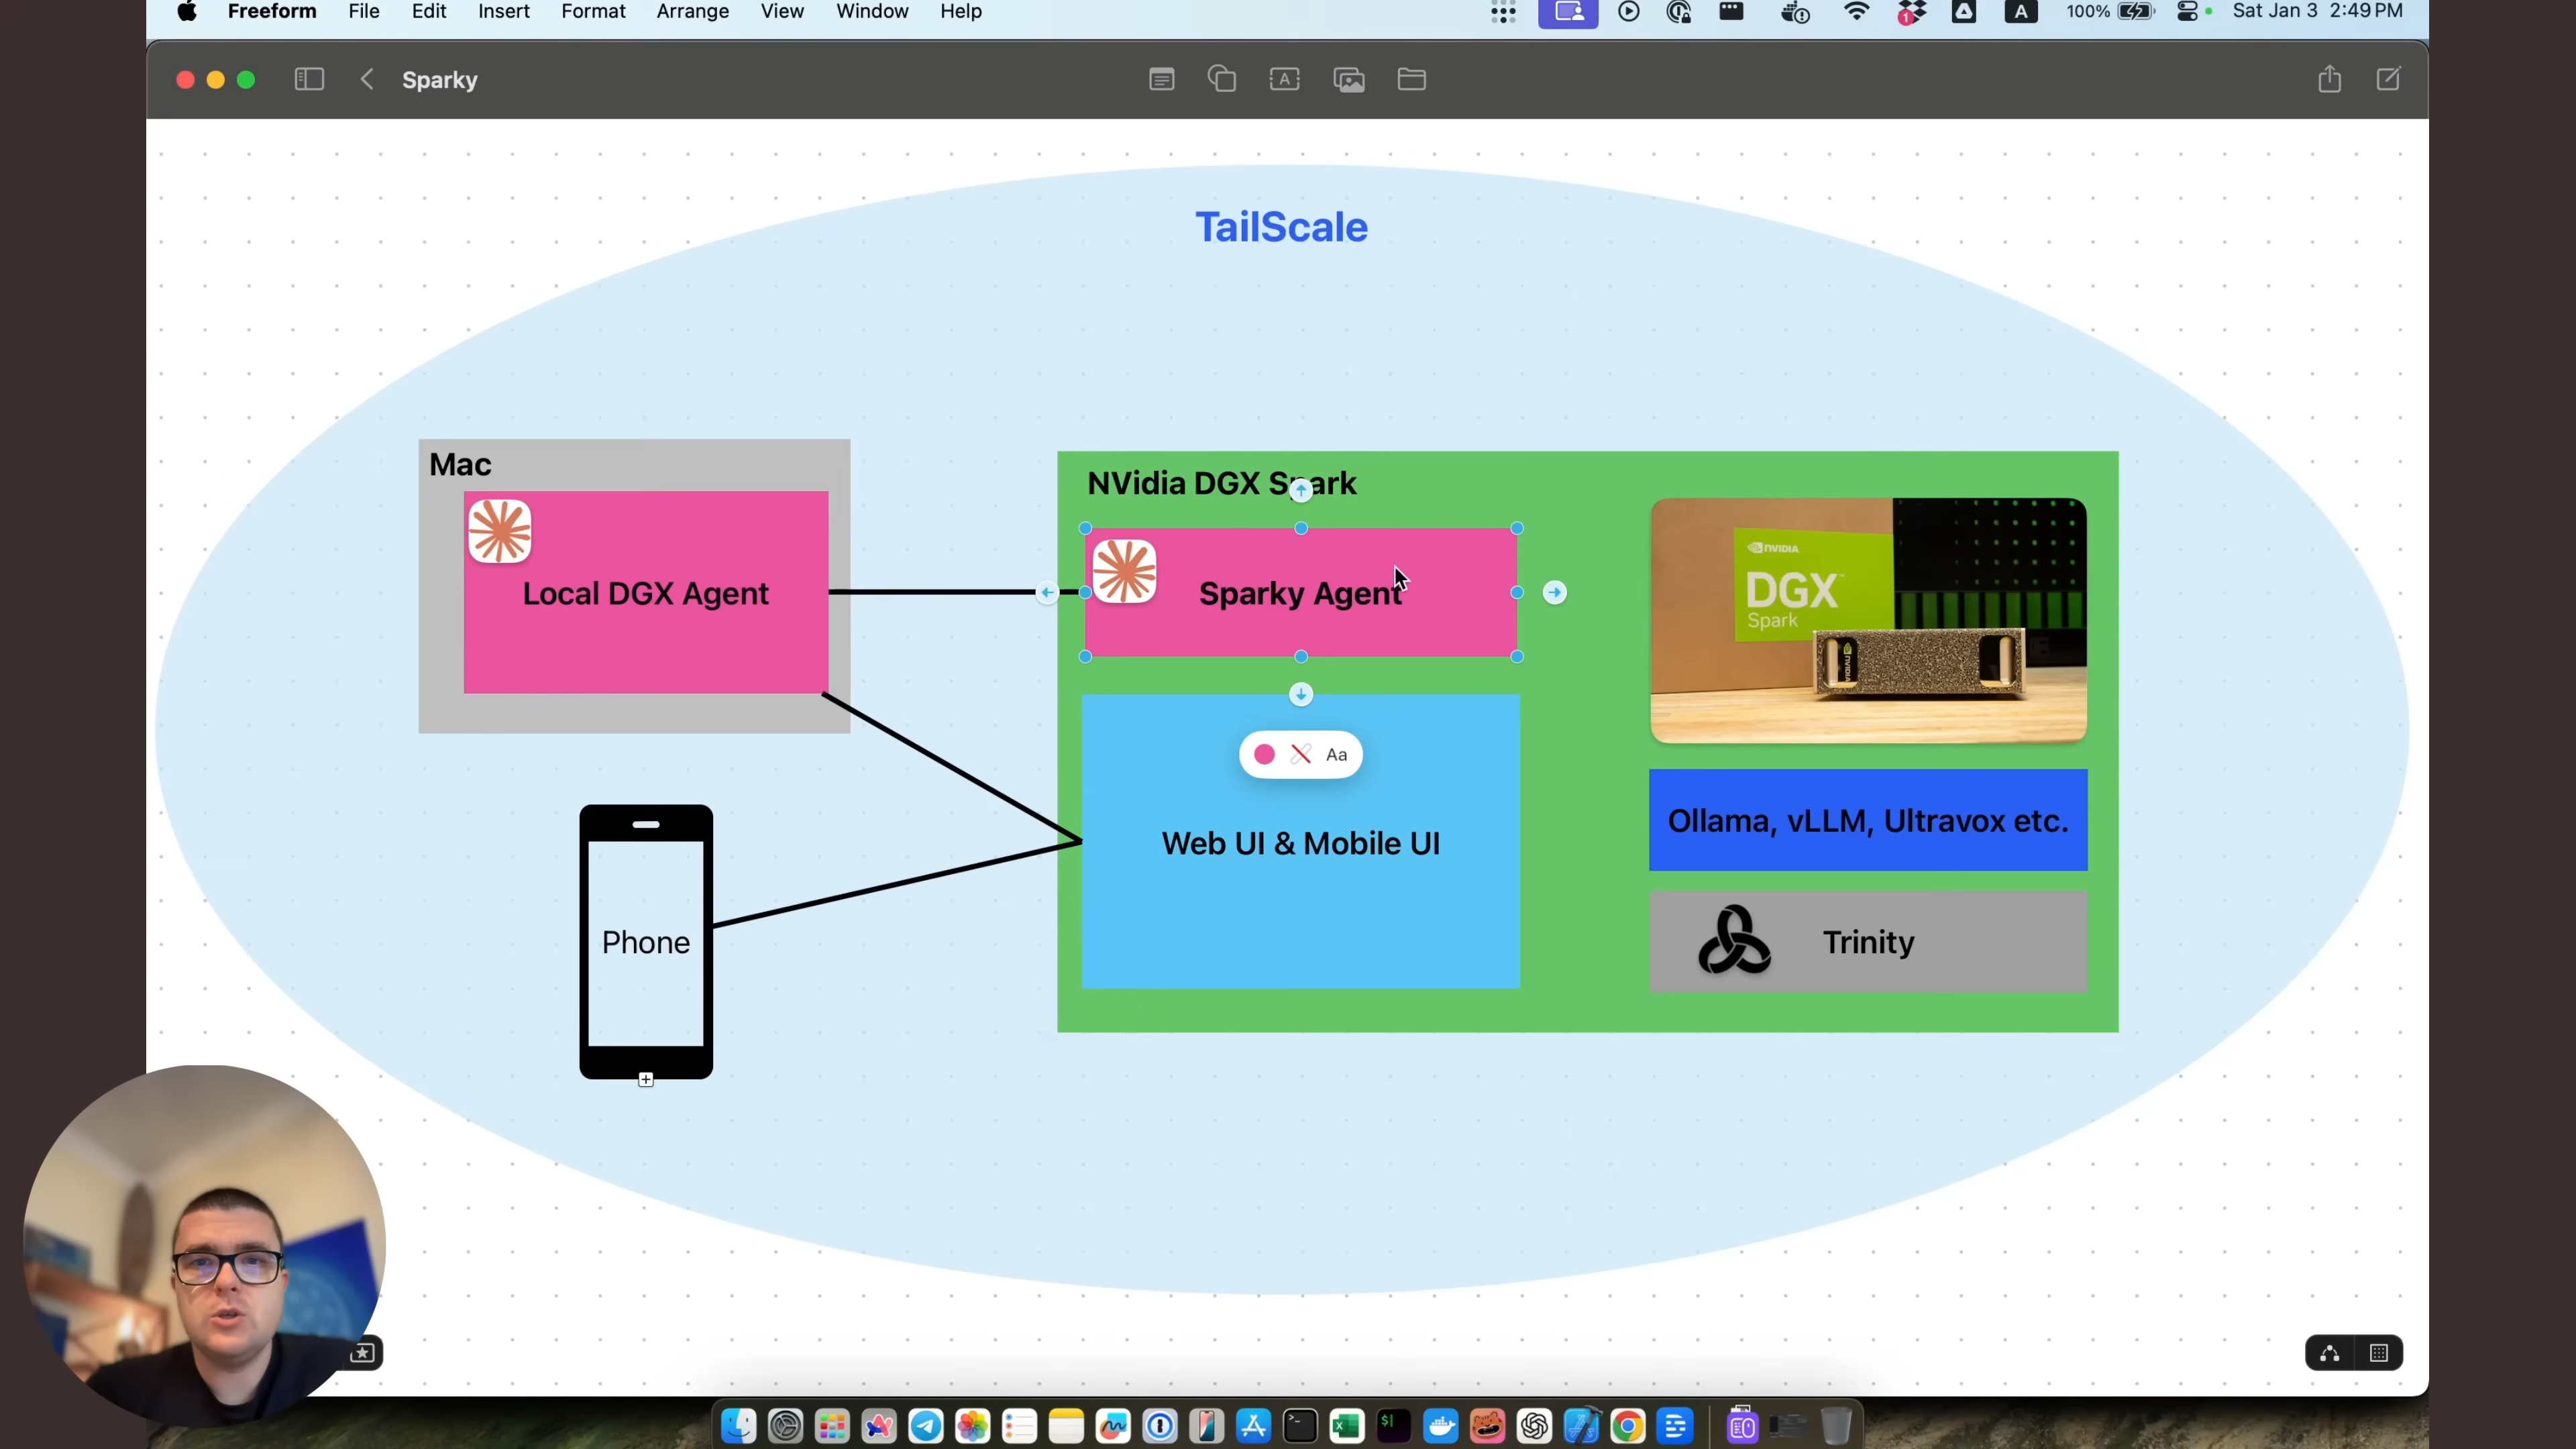 Freeform File Edit Insert Format Arrange View Window Help
1 A 100% Sat Jan 3 2:49 PM
Sparky
A
TailScale
Mac
Local DGX Agent
NVidia DGX Spark
Sparky Agent
NVIDIA
DGX
Spark
NVIDIA
Aa
Web UI & Mobile UI
Ollama, vLLM, Ultravox etc.
Trinity
Phone